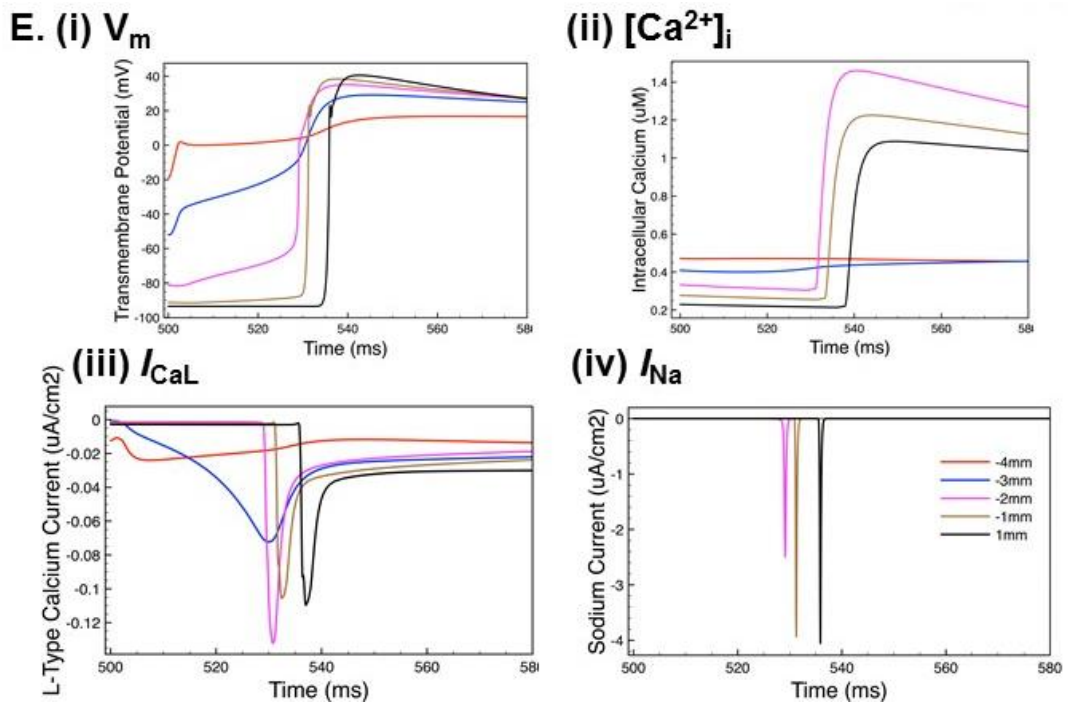 E. (i) Vm
(ii) [Ca2+]i
Transmembrane Potential (mV)
40
20
0
-20
-40
-60
-80
-100
500
520
540
560
58
Time (ms)
Intracellular Calcium (uM)
1.4
1.2
1
0.8
0.6
0.4
0.2
500
520
540
560
58
Time (ms)
(iii) ICaL
(iv) INa
L-Type Calcium Current (uA/cm2)
0
-0.02
-0.04
-0.06
-0.08
-0.1
-0.12
500
520
540
560
580
Time (ms)
Sodium Current (uA/cm2)
0
-1
-2
-3
-4
500
520
540
560
580
Time (ms)
-4mm
-3mm
-2mm
-1mm
1mm